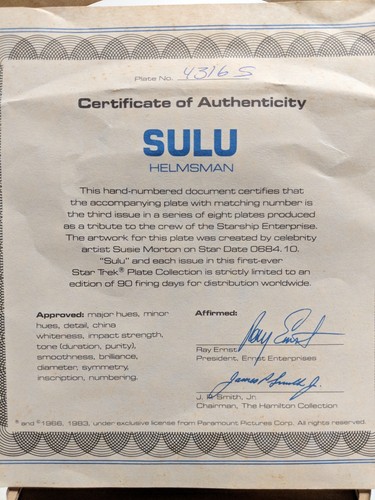 Plate No. 4316 S
Certificate of Authenticity
SULU
HELMSMAN
This hand-numbered document certifies that
the accompanying plate with matching number is
the third issue in a series of eight plates produced
as a tribute to the crew of the Starship Enterprise.
The artwork for this plate was created by celebrity
artist Susie Morton on Star Date 0684.10.
"Sulu" and each issue in this first-ever
Star Trek® Plate Collection is strictly limited to an
edition of 90 firing days for distribution worldwide.
Approved: major hues, minor
hues, detail, china
whiteness, impact strength,
tone (duration, purity),
smoothness, brilliance,
diameter, symmetry,
inscription, numbering.
Affirmed:
Ray Ernst
Ray Ernst
President, Ernst Enterprises
James P. Smith Jr.
J. P. Smith, Jr.
Chairman, The Hamilton Collection
® and © 1966, 1983, under exclusive license from Paramount Pictures Corp. All rights reserved.